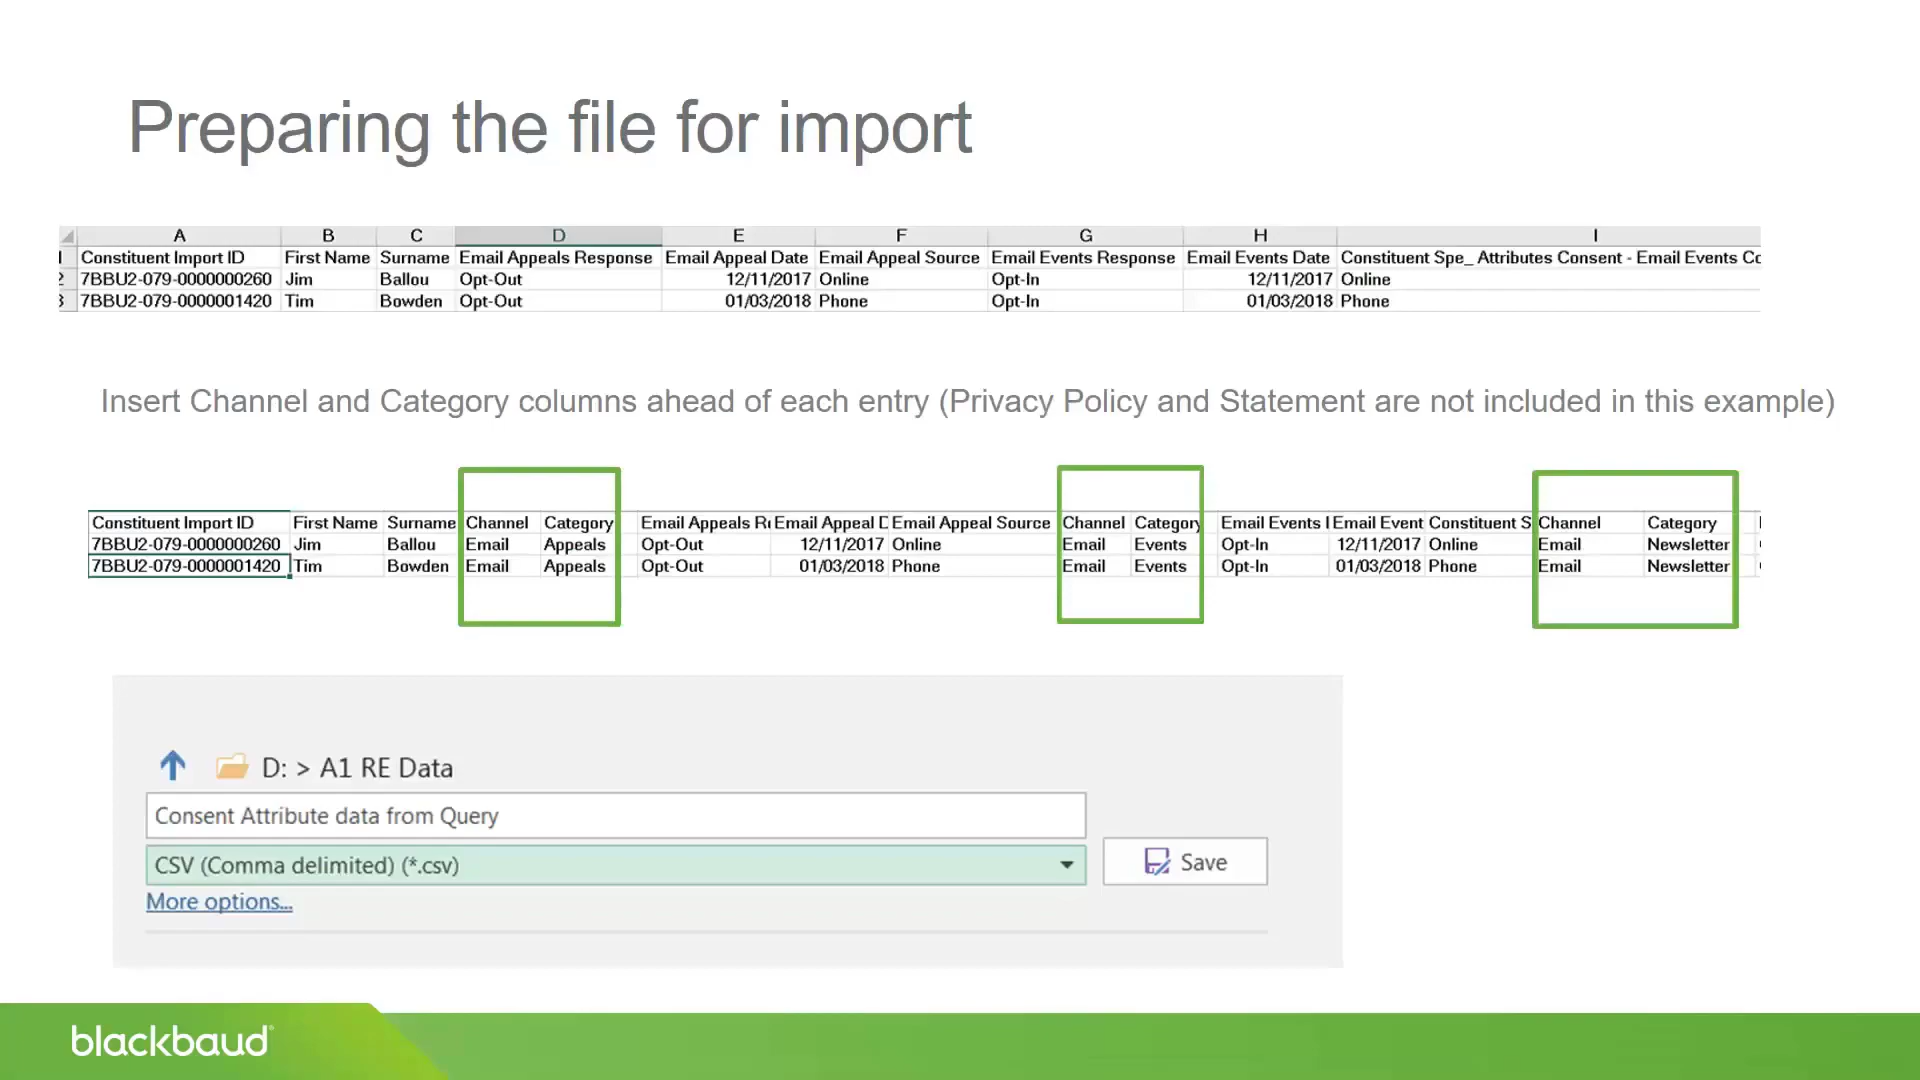 Preparing the file for import
A B C D E F G H I
1 Constituent Import ID First Name Surname Email Appeals Response Email Appeal Date Email Appeal Source Email Events Response Email Events Date Constituent Spe_ Attributes Consent - Email Events Co
2 7BBU2-079-0000000260 Jim Ballou Opt-Out 12/11/2017 Online Opt-In 12/11/2017 Online
3 7BBU2-079-0000001420 Tim Bowden Opt-Out 01/03/2018 Phone Opt-In 01/03/2018 Phone
Insert Channel and Category columns ahead of each entry (Privacy Policy and Statement are not included in this example)
Constituent Import ID First Name Surname Channel Category Email Appeals Email Appeal Email Appeal Source Channel Category Email Events Email Event Constituent S Channel Category
7BBU2-079-0000000260 Jim Ballou Email Appeals Opt-Out 12/11/2017 Online Email Events Opt-In 12/11/2017 Online Email Newsletter
7BBU2-079-0000001420 Tim Bowden Email Appeals Opt-Out 01/03/2018 Phone Email Events Opt-In 01/03/2018 Phone Email Newsletter
D: > A1 RE Data
Consent Attribute data from Query
CSV (Comma delimited) (*.csv)
Save
More options...
blackbaud